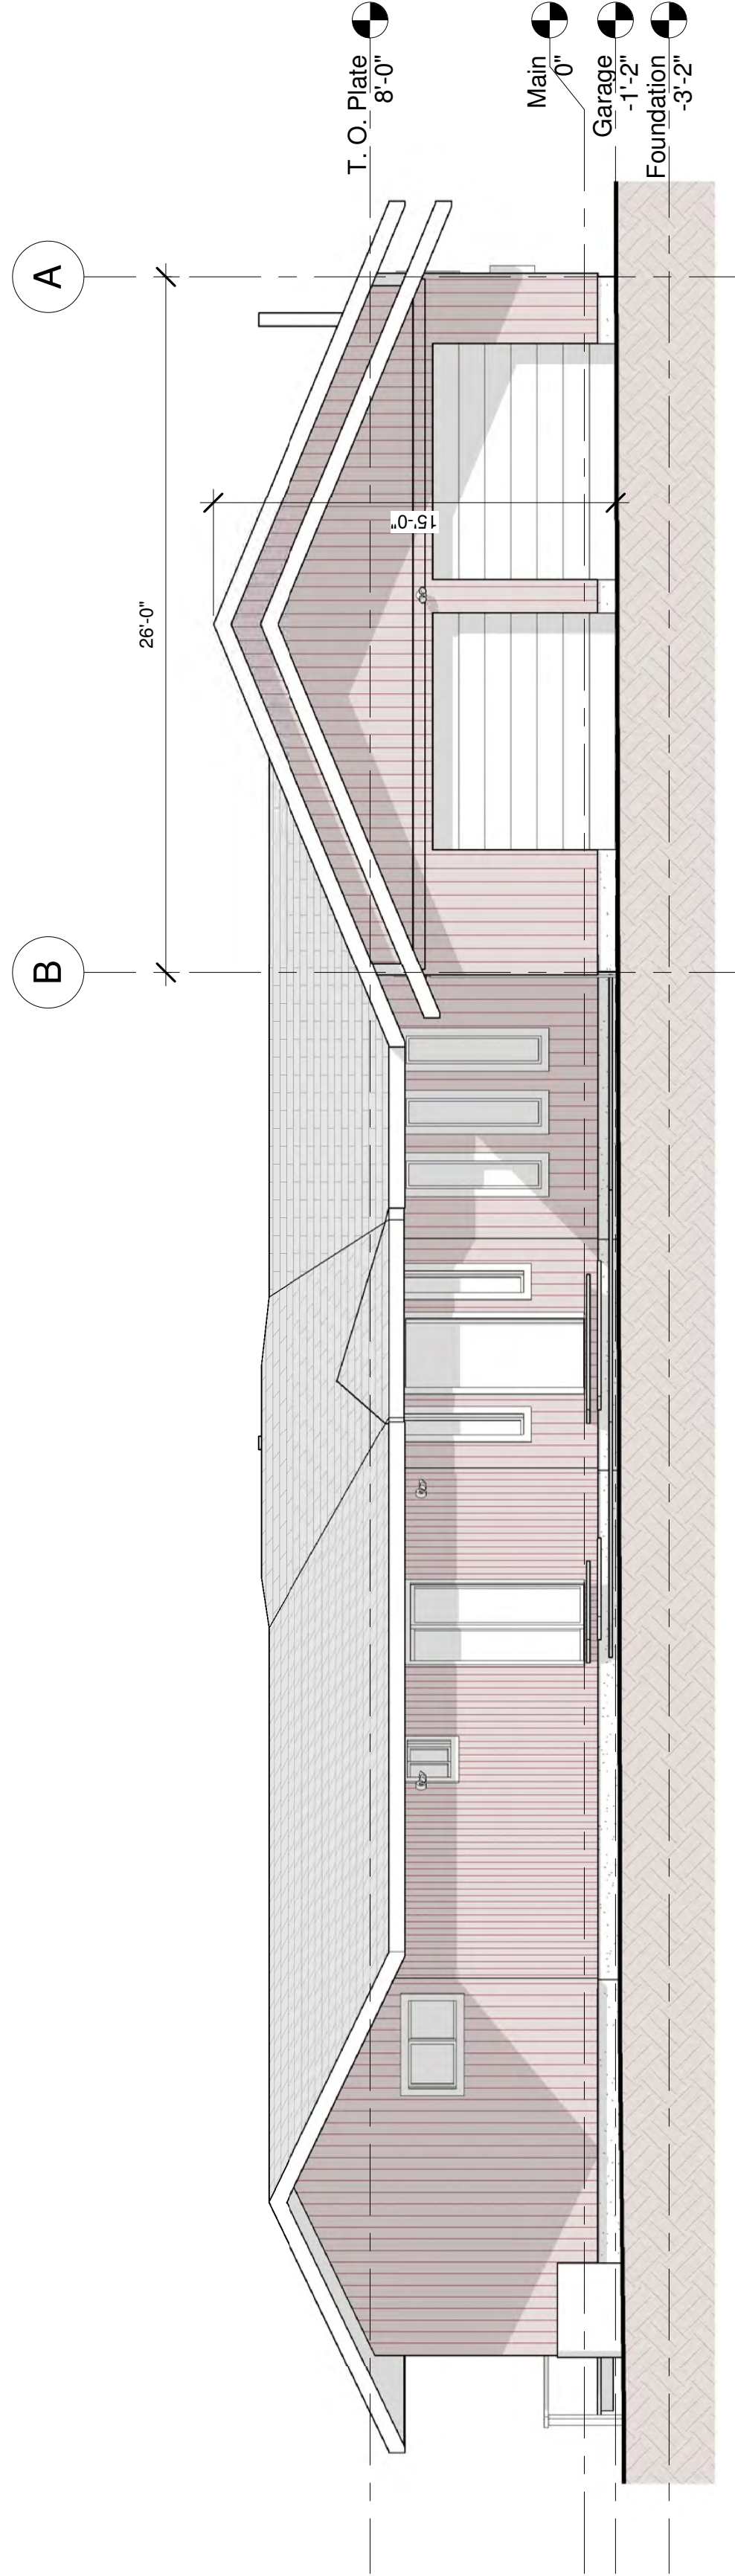 A
B
26'-0"
15'-0"
T. O. Plate
8'-0"
Main
0"
Garage
-1'-2"
Foundation
-3'-2"